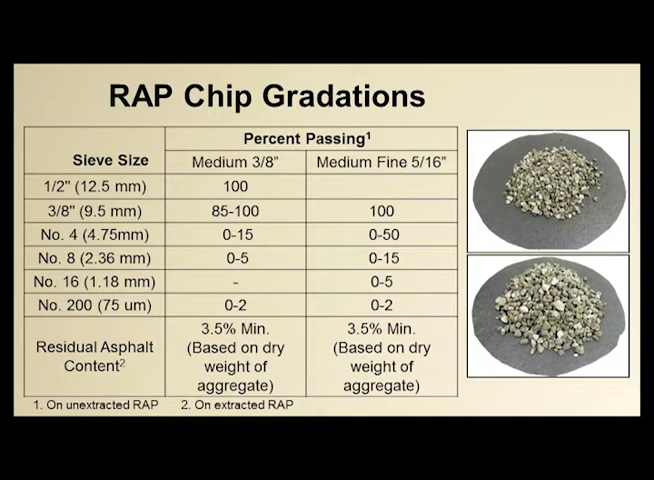 RAP Chip Gradations
Sieve Size
Percent Passing1
Medium 3/8"
Medium Fine 5/16"
1/2" (12.5 mm) 100
3/8" (9.5 mm) 85-100 100
No. 4 (4.75mm) 0-15 0-50
No. 8 (2.36 mm) 0-5 0-15
No. 16 (1.18 mm) - 0-5
No. 200 (75 um) 0-2 0-2
Residual Asphalt
Content2
3.5% Min.
(Based on dry
weight of
aggregate)
3.5% Min.
(Based on dry
weight of
aggregate)
1. On unextracted RAP 2. On extracted RAP